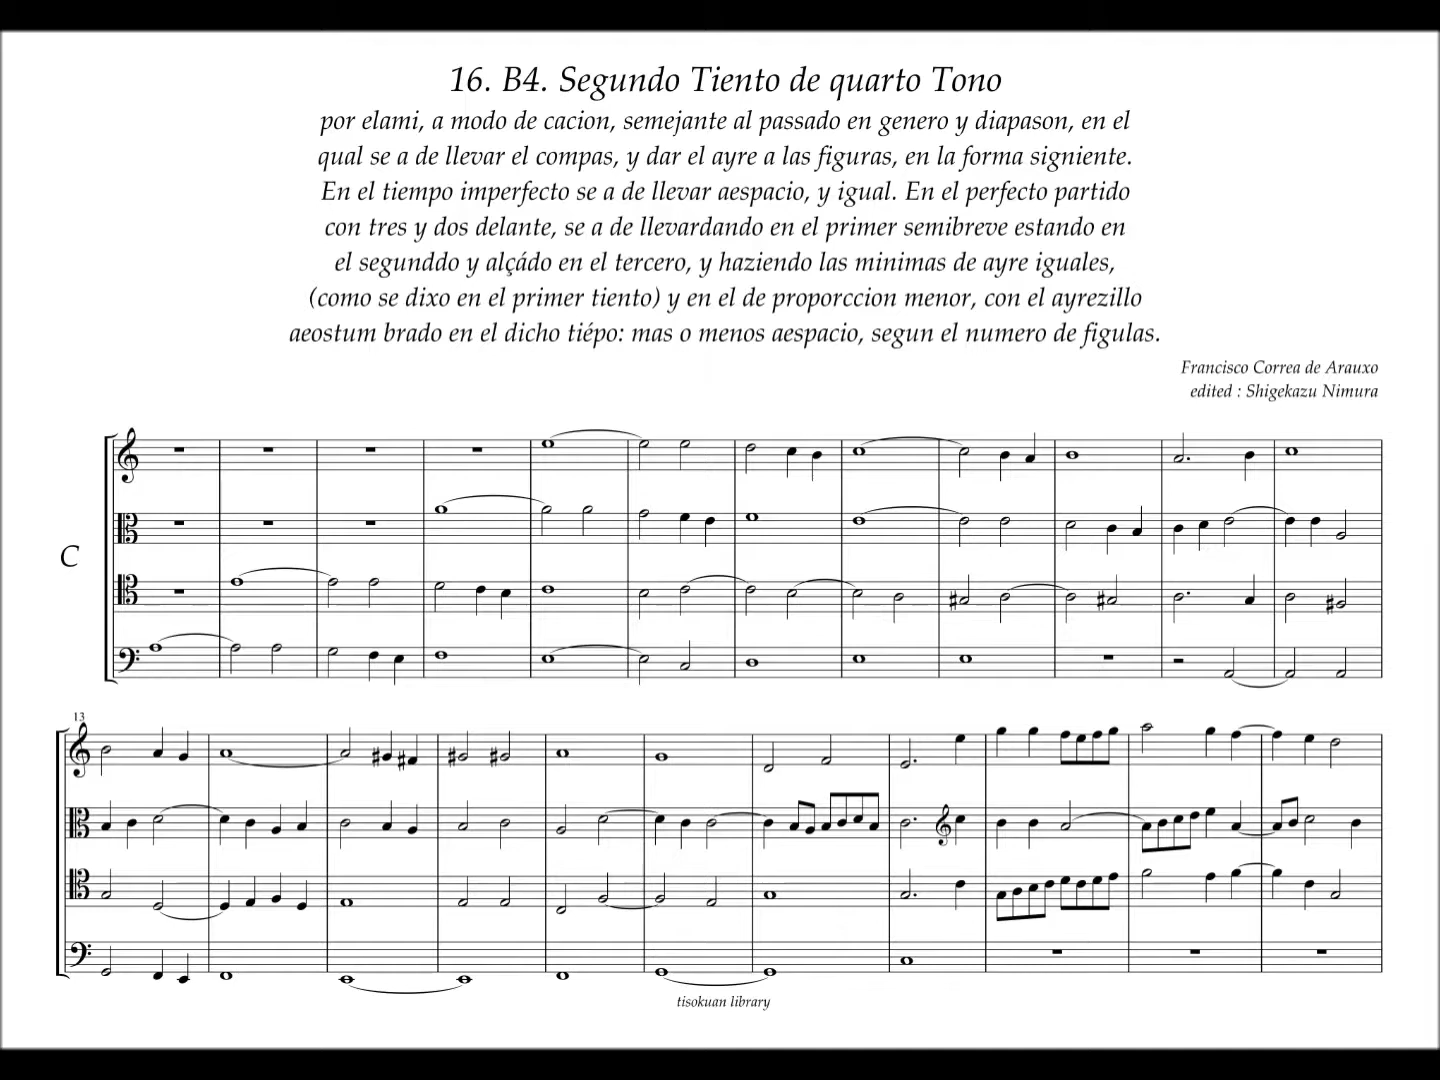 16. B4. Segundo Tiento de quarto Tono
por elami, a modo de cacion, semejante al passado en genero y diapason, en el
qual se a de llevar el compas, y dar el ayre a las figuras, en la forma signiente.
En el tiempo imperfecto se a de llevar aespacio, y igual. En el perfecto partido
con tres y dos delante, se a de llevardando en el primer semibreve estando en
el segunddo y alçádo en el tercero, y haziendo las minimas de ayre iguales,
(como se dixo en el primer tiento) y en el de proporccion menor, con el ayrezillo
aeostum brado en el dicho tiépo: mas o menos aespacio, segun el numero de figulas.
Francisco Correa de Arauxo
edited : Shigekazu Nimura
C
13
tisokuan library